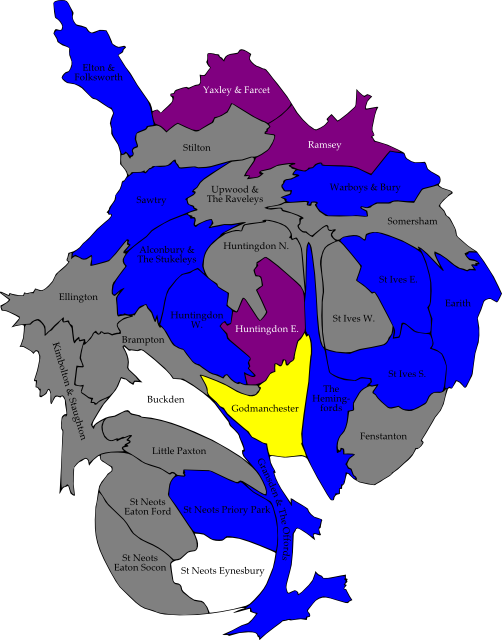 Elton &
Folksworth
Yaxley & Farcet
Stilton
Ramsey
Sawtry
Upwood &
The Raveleys
Warboys & Bury
Somersham
Alconbury &
The Stukeleys
Huntingdon N.
St Ives E.
Ellington
Earith
Huntingdon
W.
St Ives W.
Huntingdon E.
Brampton
Kimbolton & Staughton
St Ives S.
Buckden
Godmanchester
The
Heming-
fords
Fenstanton
Little Paxton
Gransden & The Offords
St Neots
Eaton Ford
St Neots Priory Park
St Neots
Eaton Socon
St Neots Eynesbury